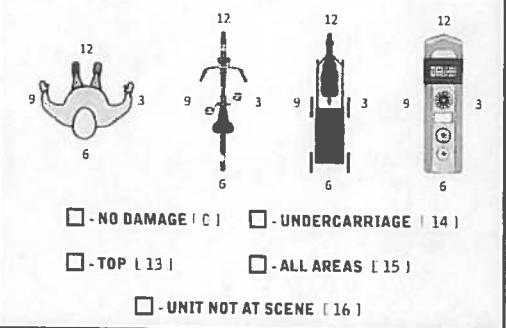 12 12 12 12
9 3 9 3 9 3 9 3
6 6 6 6
☐ - NO DAMAGE [ 0 ] ☐ - UNDERCARRIAGE [ 14 ]
☐ - TOP [ 13 ] ☐ - ALL AREAS [ 15 ]
☐ - UNIT NOT AT SCENE [ 16 ]